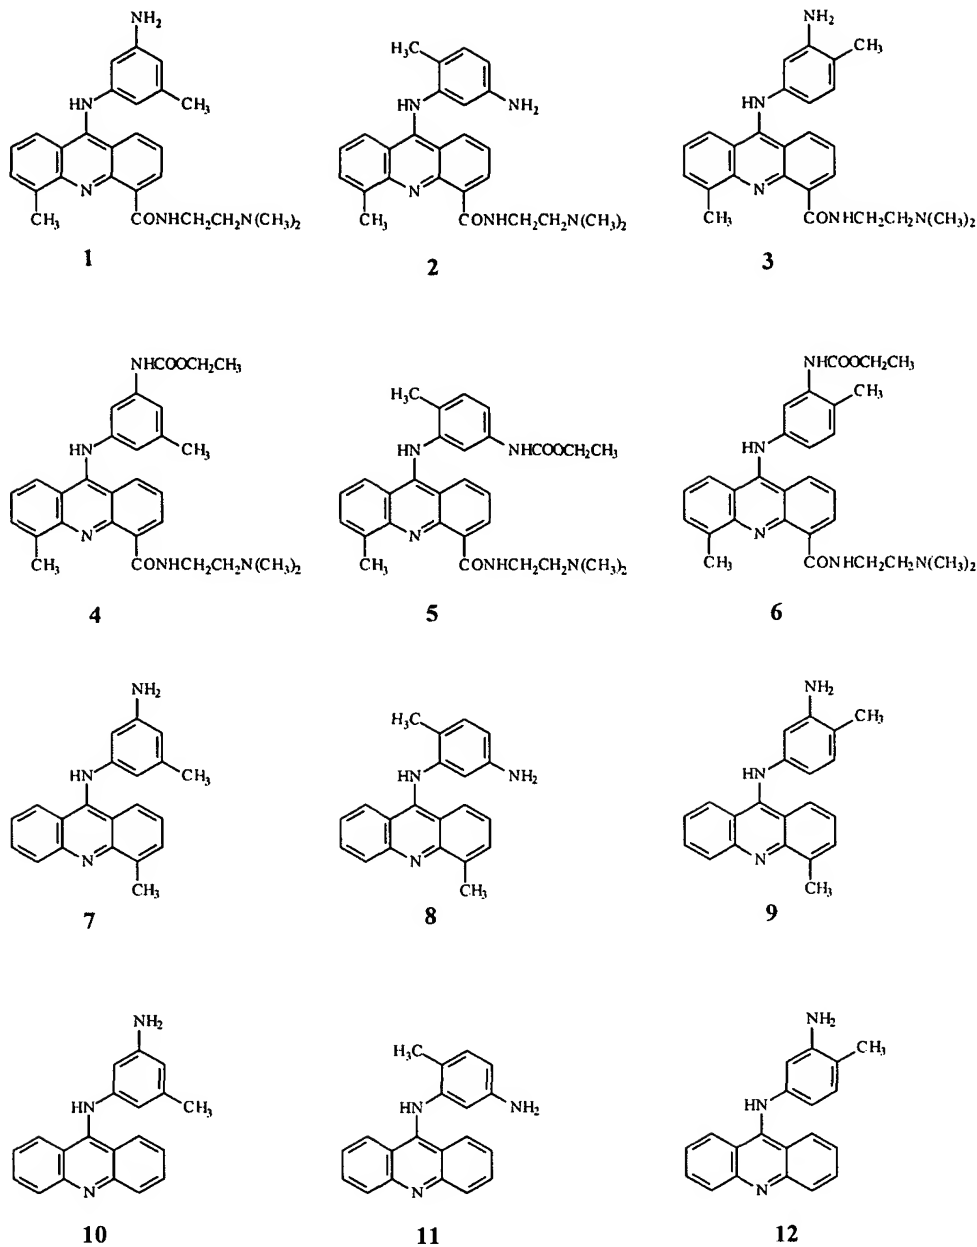 NH₂
H₃C
NH₂
CH₃
HN
CH₃
HN
NH₂
HN
N
CH₃
CONHCH₂CH₂N(CH₃)₂
N
CH₃
CONHCH₂CH₂N(CH₃)₂
N
CH₃
CONHCH₂CH₂N(CH₃)₂
1
2
3
NHCOOCH₂CH₃
H₃C
NHCOOCH₂CH₃
CH₃
HN
CH₃
HN
NHCOOCH₂CH₃
HN
N
CH₃
CONHCH₂CH₂N(CH₃)₂
N
CH₃
CONHCH₂CH₂N(CH₃)₂
N
CH₃
CONHCH₂CH₂N(CH₃)₂
4
5
6
NH₂
H₃C
NH₂
CH₃
HN
CH₃
HN
NH₂
HN
N
CH₃
N
CH₃
N
CH₃
7
8
9
NH₂
H₃C
NH₂
CH₃
HN
CH₃
HN
NH₂
HN
N
N
N
10
11
12